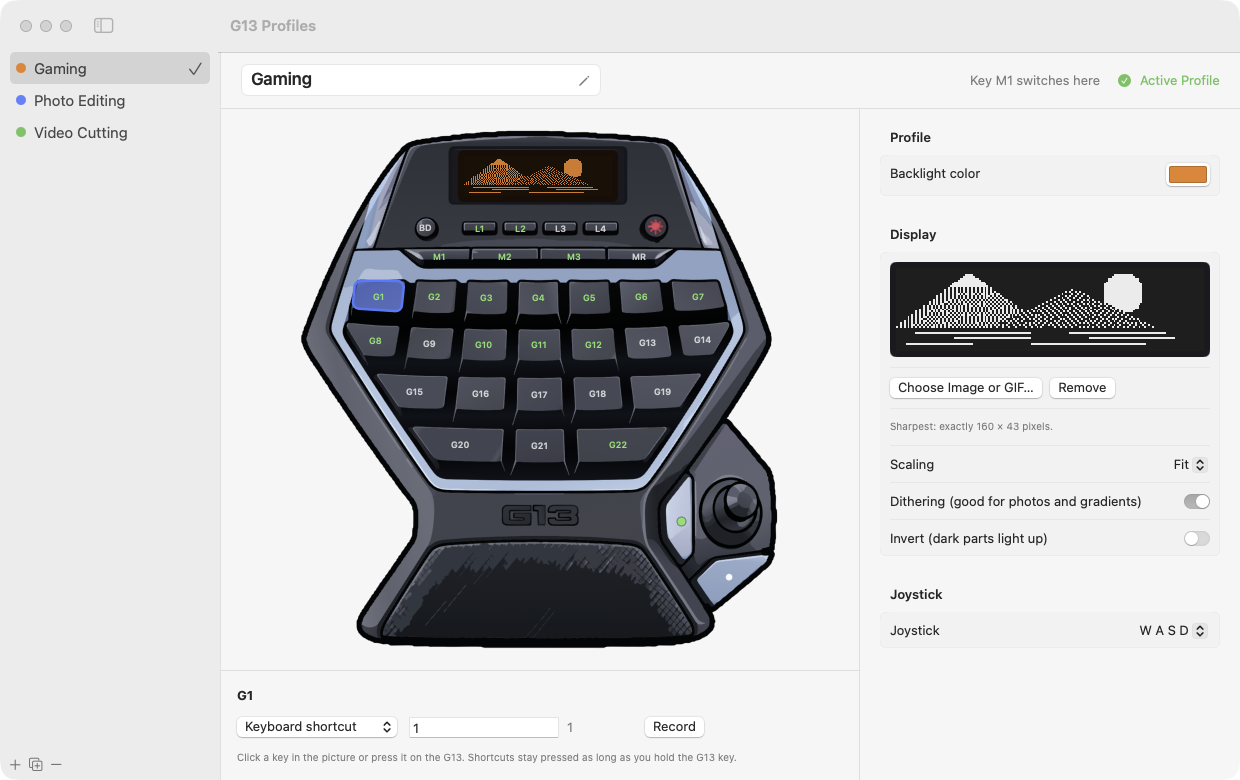 G13 Profiles
Gaming
Photo Editing
Video Cutting
Gaming
Key M1 switches here
Active Profile
BD
L1
L2
L3
L4
M1
M2
M3
MR
G1
G2
G3
G4
G5
G6
G7
G8
G9
G10
G11
G12
G13
G14
G15
G16
G17
G18
G19
G20
G21
G22
G13
Profile
Backlight color
Display
Choose Image or GIF...
Remove
Sharpest: exactly 160 × 43 pixels.
Scaling
Fit
Dithering (good for photos and gradients)
Invert (dark parts light up)
Joystick
Joystick
W A S D
G1
Keyboard shortcut
1
1
Record
Click a key in the picture or press it on the G13. Shortcuts stay pressed as long as you hold the G13 key.